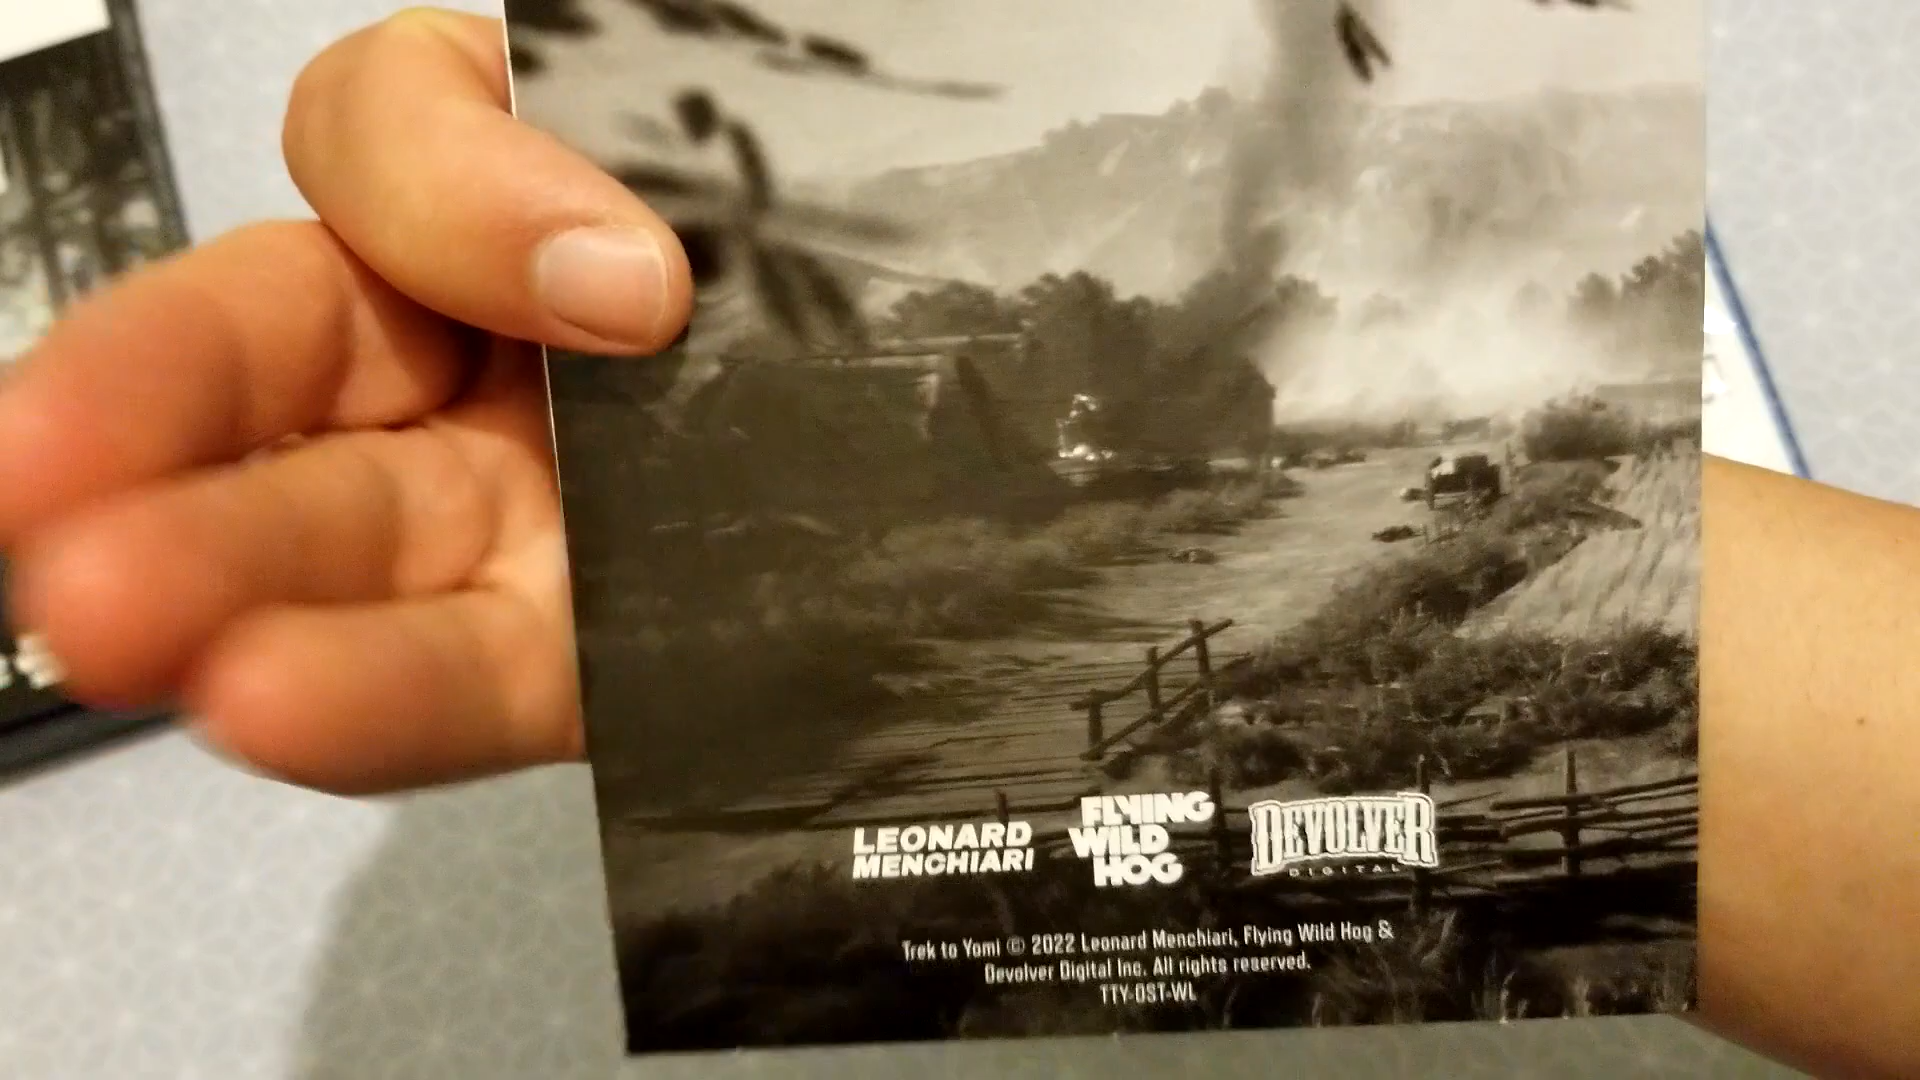 LEONARD
MENCHIARI
FLYING
WILD
HOG
DEVOLVER
DIGITAL
Trek to Yomi © 2022 Leonard Menchiari, Flying Wild Hog &
Devolver Digital Inc. All rights reserved.
TTY-OST-WL